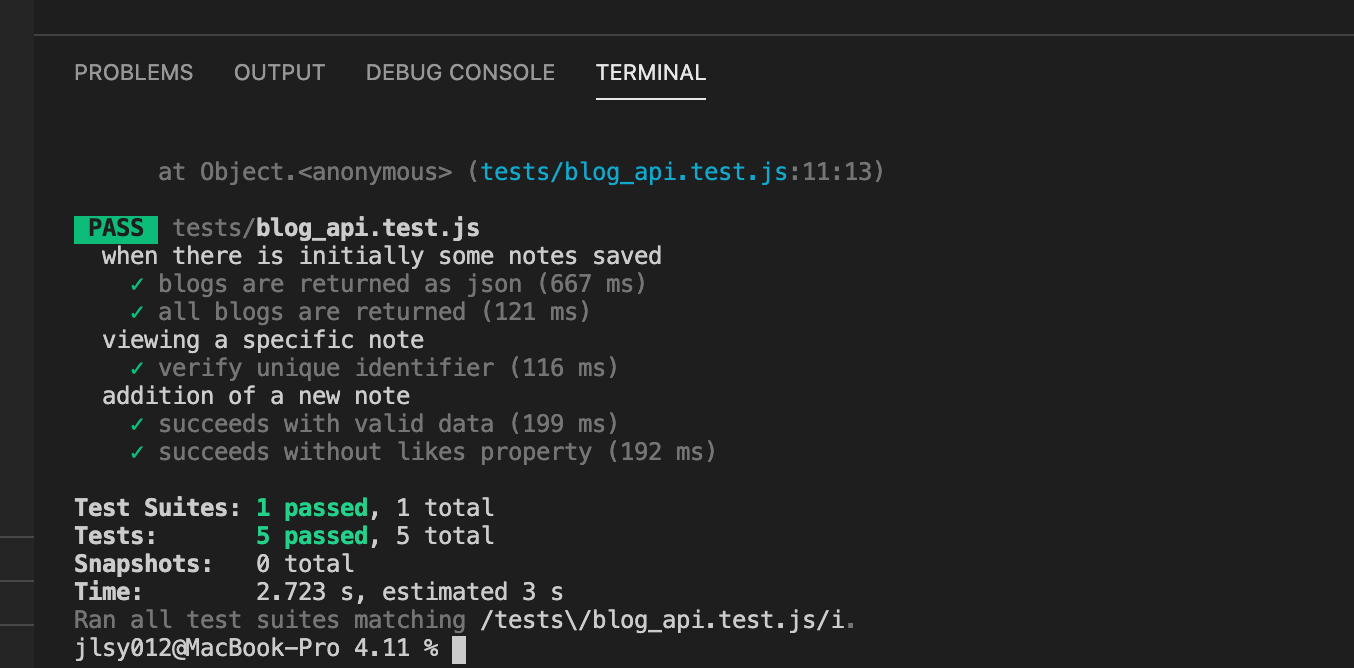 PROBLEMS OUTPUT DEBUG CONSOLE TERMINAL
at Object.<anonymous> (tests/blog_api.test.js:11:13)
PASS tests/blog_api.test.js
when there is initially some notes saved
✓ blogs are returned as json (667 ms)
✓ all blogs are returned (121 ms)
viewing a specific note
✓ verify unique identifier (116 ms)
addition of a new note
✓ succeeds with valid data (199 ms)
✓ succeeds without likes property (192 ms)
Test Suites: 1 passed, 1 total
Tests: 5 passed, 5 total
Snapshots: 0 total
Time: 2.723 s, estimated 3 s
Ran all test suites matching /tests\/blog_api.test.js/i.
jlsy012@MacBook-Pro 4.11 %